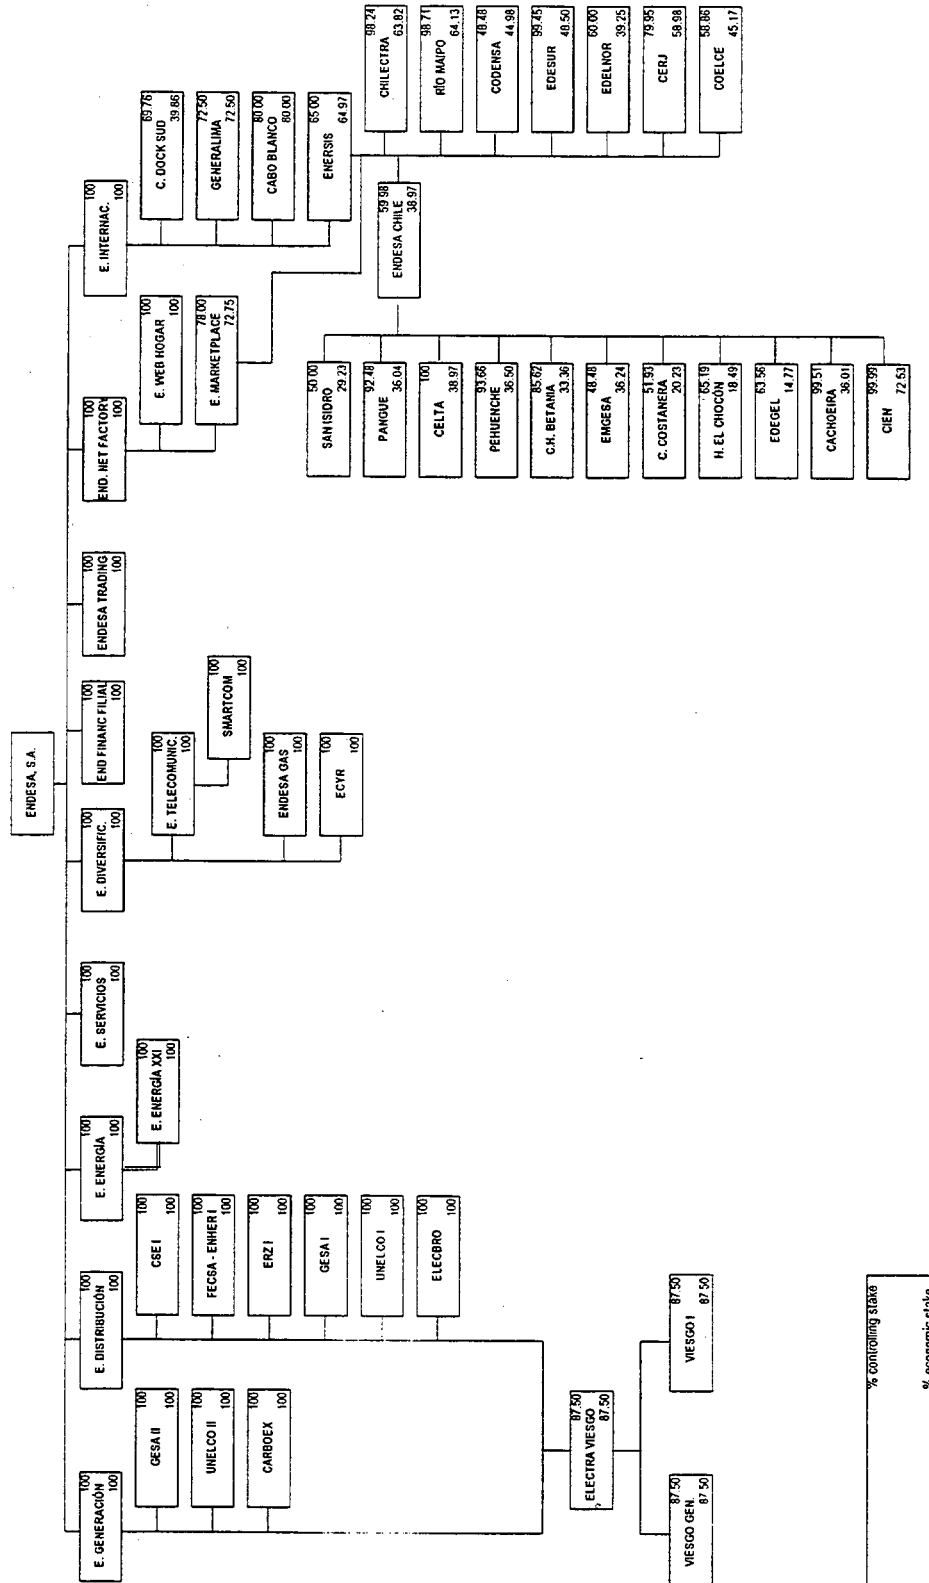 ENDESA, S.A.
100
E. GENERACIÓN
100
100
E. DISTRIBUCIÓN
100
100
E. ENERGÍA
100
100
E. SERVICIOS
100
100
E. DIVERSIFIC.
100
100
END FINANC FILIAL
100
100
ENDESA TRADING
100
100
END. NET FACTORY
100
100
E. INTERNAC.
100
100
GESA II
100
100
UNELCO II
100
100
CARBOEX
100
100
CSE I
100
100
FECSA - ENHER I
100
100
ERZ I
100
100
GESA I
100
100
UNELCO I
100
100
ELECBRO
100
87.50
ELECTRA VIESGO
87.50
87.50
VIESGO GEN.
87.50
87.50
VIESGO I
87.50
100
E. ENERGÍA XXI
100
100
E. TELECOMUNIC.
100
100
SMARTCOM
100
100
ENDESA GAS
100
100
ECYR
100
100
E. WEB HOGAR
100
78.00
E. MARKETPLACE
72.75
69.76
C. DOCK SUD
39.86
72.50
GENERALIMA
72.50
80.00
CABO BLANCO
80.00
65.00
ENERSIS
64.97
59.98
ENDESA CHILE
38.97
50.00
SAN ISIDRO
29.23
92.48
PANGUE
36.04
100
CELTA
38.97
93.66
PEHUENCHE
36.50
85.62
C.H. BETANIA
33.36
48.48
EMGESA
36.24
51.93
C. COSTANERA
20.23
65.19
H. EL CHOCÓN
18.49
63.56
EDEGEL
14.77
99.51
CACHOEIRA
36.01
99.99
CIEN
72.53
98.24
CHILECTRA
63.82
98.71
RÍO MAIPO
64.13
48.48
CODENSA
44.98
99.45
EDESUR
48.50
60.00
EDELNOR
39.25
79.95
CERJ
58.98
58.86
COELCE
45.17
% controlling stake
% economic stake